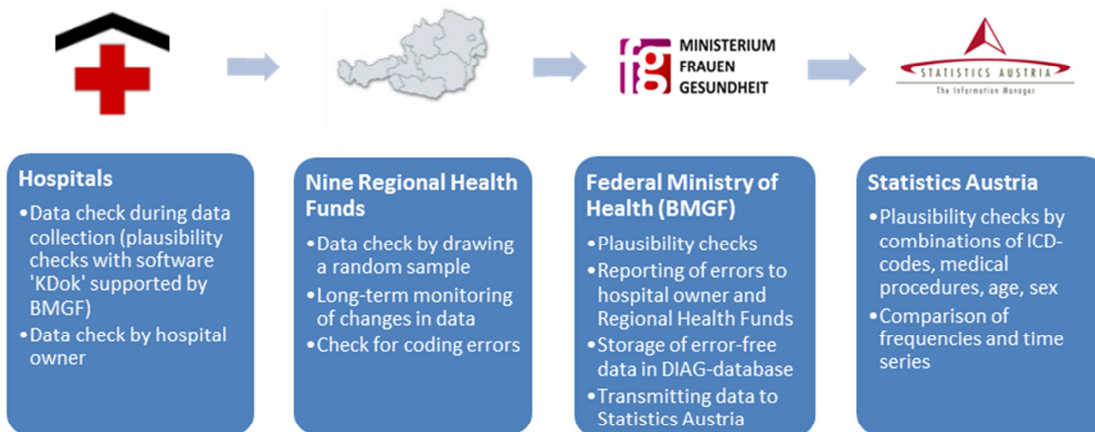 fg
MINISTERIUM
FRAUEN
GESUNDHEIT
STATISTICS AUSTRIA
The Information Manager
Hospitals
•Data check during data
collection (plausibility
checks with software
'KDok' supported by
BMGF)
•Data check by hospital
owner
Nine Regional Health
Funds
•Data check by drawing
a random sample
•Long-term monitoring
of changes in data
•Check for coding errors
Federal Ministry of
Health (BMGF)
•Plausibility checks
•Reporting of errors to
hospital owner and
Regional Health Funds
•Storage of error-free
data in DIAG-database
•Transmitting data to
Statistics Austria
Statistics Austria
•Plausibility checks by
combinations of ICD-
codes, medical
procedures, age, sex
•Comparison of
frequencies and time
series